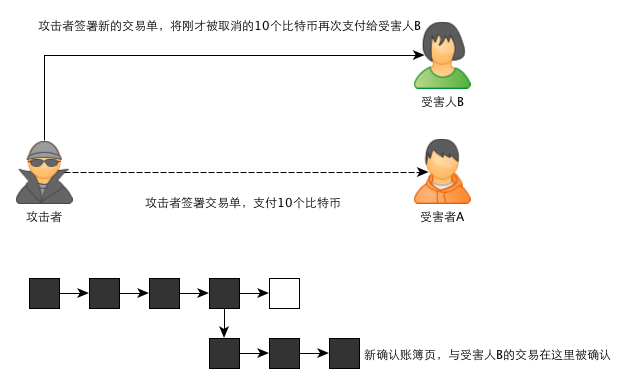 攻击者签署新的交易单，将刚才被取消的10个比特币再次支付给受害人B
受害人B
攻击者
攻击者签署交易单，支付10个比特币
受害者A
新确认账簿页，与受害人B的交易在这里被确认